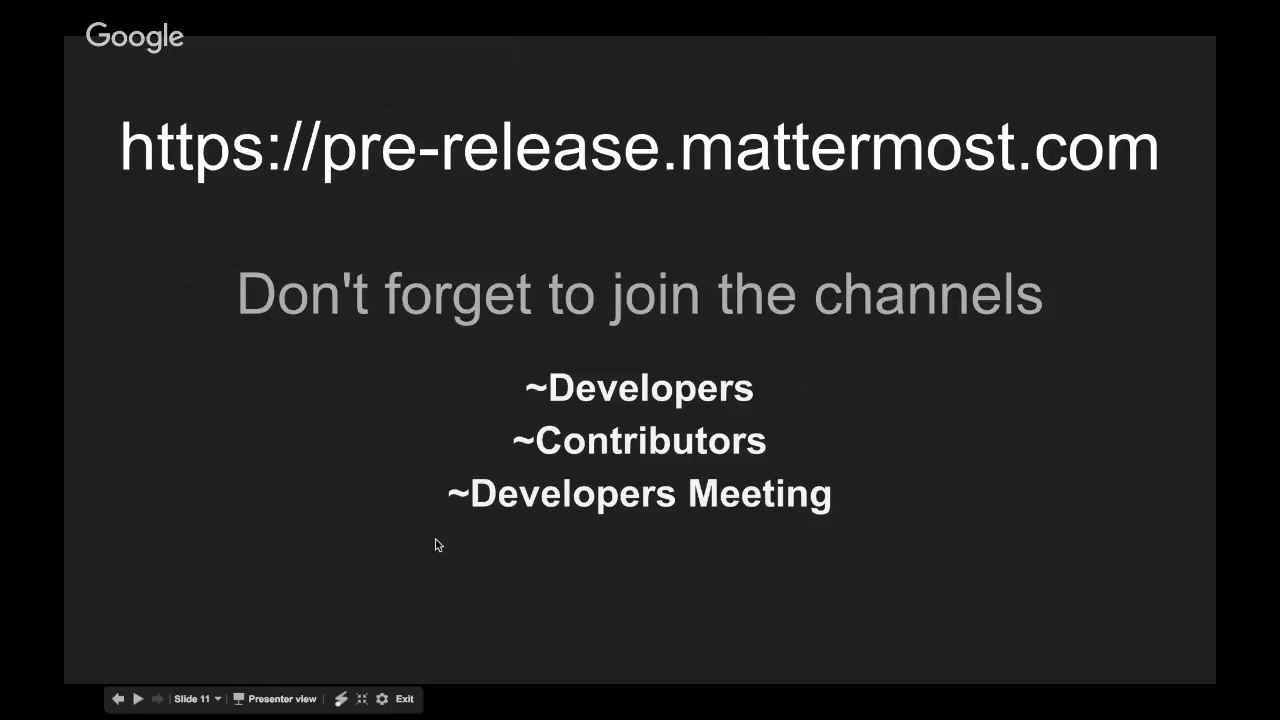 Google
https://pre-release.mattermost.com
Don't forget to join the channels
~Developers
~Contributors
~Developers Meeting
Slide 11 Presenter view Exit